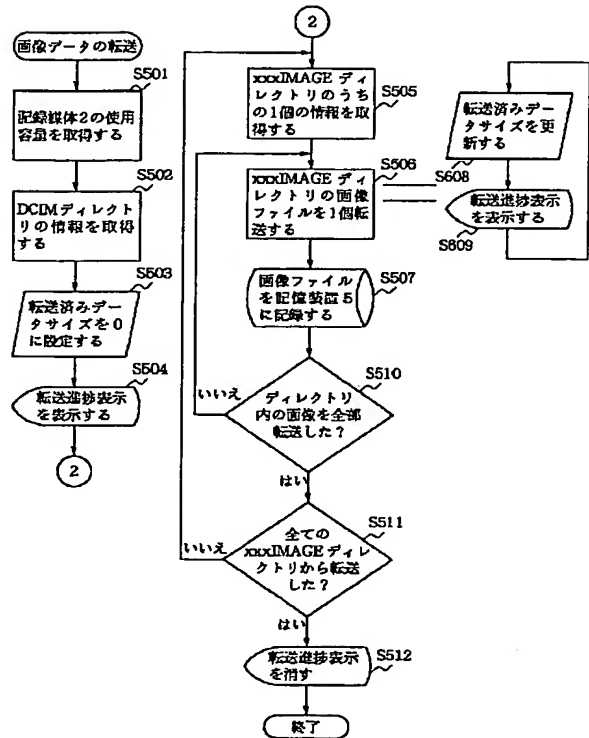 画像データの転送
S501
記録媒体2の使用
容量を取得する
S502
DCIMディレクト
リの情報を取得
する
S503
転送済みデー
タサイズを0
に設定する
S504
転送進捗表示
を表示する
2
2
xxxIMAGE ディ
レクトリのうち
の1個の情報を取
得する
S505
xxxIMAGE ディ
レクトリの画像
ファイルを1個転
送する
S506
画像ファイル
を記憶装置5
に記録する
S507
転送済みデー
タサイズを更
新する
S608
転送進捗表示
を表示する
S609
S510
ディレクトリ
内の画像を全部
転送した?
いいえ
はい
S511
全ての
xxxIMAGE ディレ
クトリから転送
した?
いいえ
はい
転送進捗表示
を消す
S512
終了